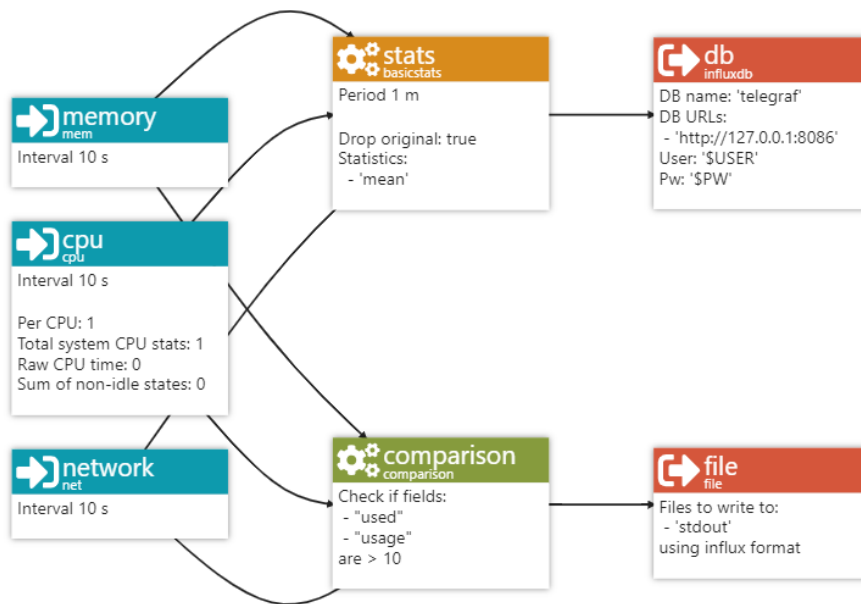 memory
mem
Interval 10 s
cpu
cpu
Interval 10 s
Per CPU: 1
Total system CPU stats: 1
Raw CPU time: 0
Sum of non-idle states: 0
network
net
Interval 10 s
stats
basicstats
Period 1 m
Drop original: true
Statistics:
- 'mean'
comparison
comparison
Check if fields:
- "used"
- "usage"
are > 10
db
influxdb
DB name: 'telegraf'
DB URLs:
- 'http://127.0.0.1:8086'
User: '$USER'
Pw: '$PW'
file
file
Files to write to:
- 'stdout'
using influx format